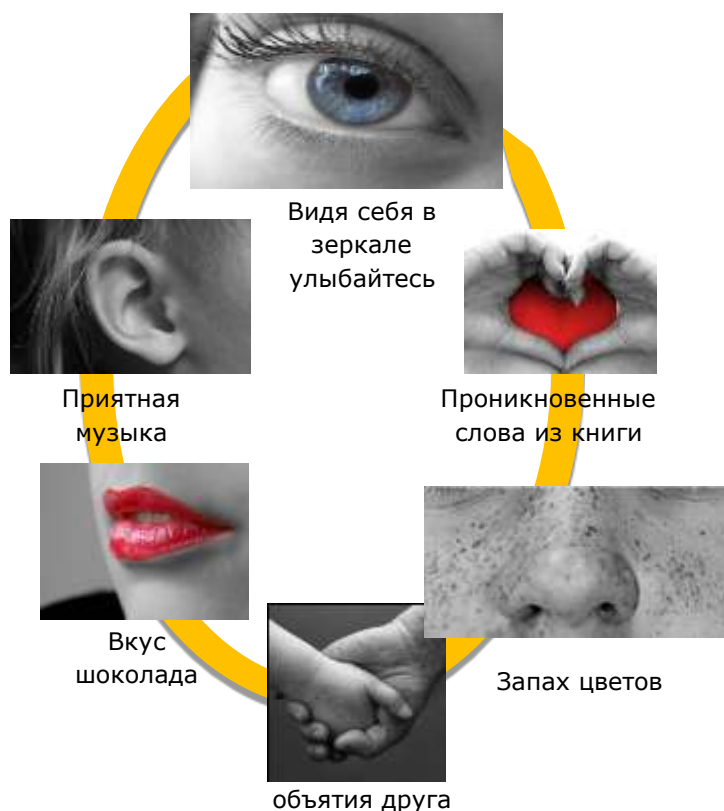 Видя себя в
зеркале
улыбайтесь
Приятная
музыка
Проникновенные
слова из книги
Вкус
шоколада
Запах цветов
объятия друга